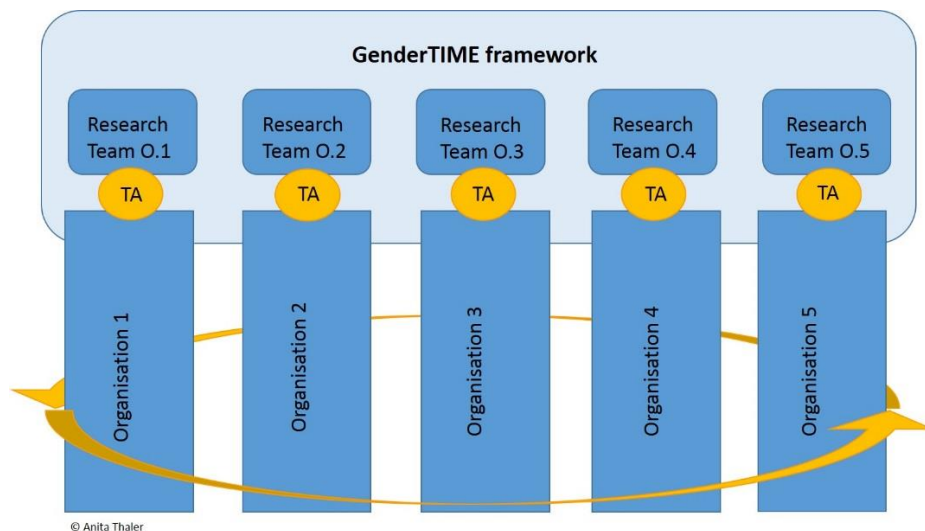 GenderTIME framework
Research
Team O.1
Research
Team O.2
Research
Team O.3
Research
Team O.4
Research
Team O.5
TA
TA
TA
TA
TA
Organisation 1
Organisation 2
Organisation 3
Organisation 4
Organisation 5
© Anita Thaler